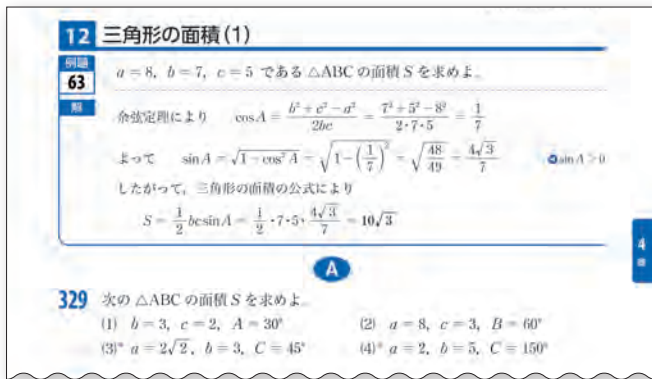 12 三角形の面積(1)
例題 63 a = 8, b = 7, c = 5 である △ABC の面積 S を求めよ。
解 余弦定理により cos A = (b² + c² − a²)/(2bc) = (7² + 5² − 8²)/(2・7・5) = 1/7
よって sin A = √(1 − cos² A) = √(1 − (1/7)²) = √(48/49) = 4√3/7 sin A > 0
したがって，三角形の面積の公式により
S = 1/2 bc sin A = 1/2 ・7・5・4√3/7 = 10√3
A
4章
329 次の △ABC の面積 S を求めよ。
(1) b = 3, c = 2, A = 30° (2) a = 8, c = 3, B = 60°
(3)* a = 2√2, b = 3, C = 45° (4)* a = 2, b = 5, C = 150°